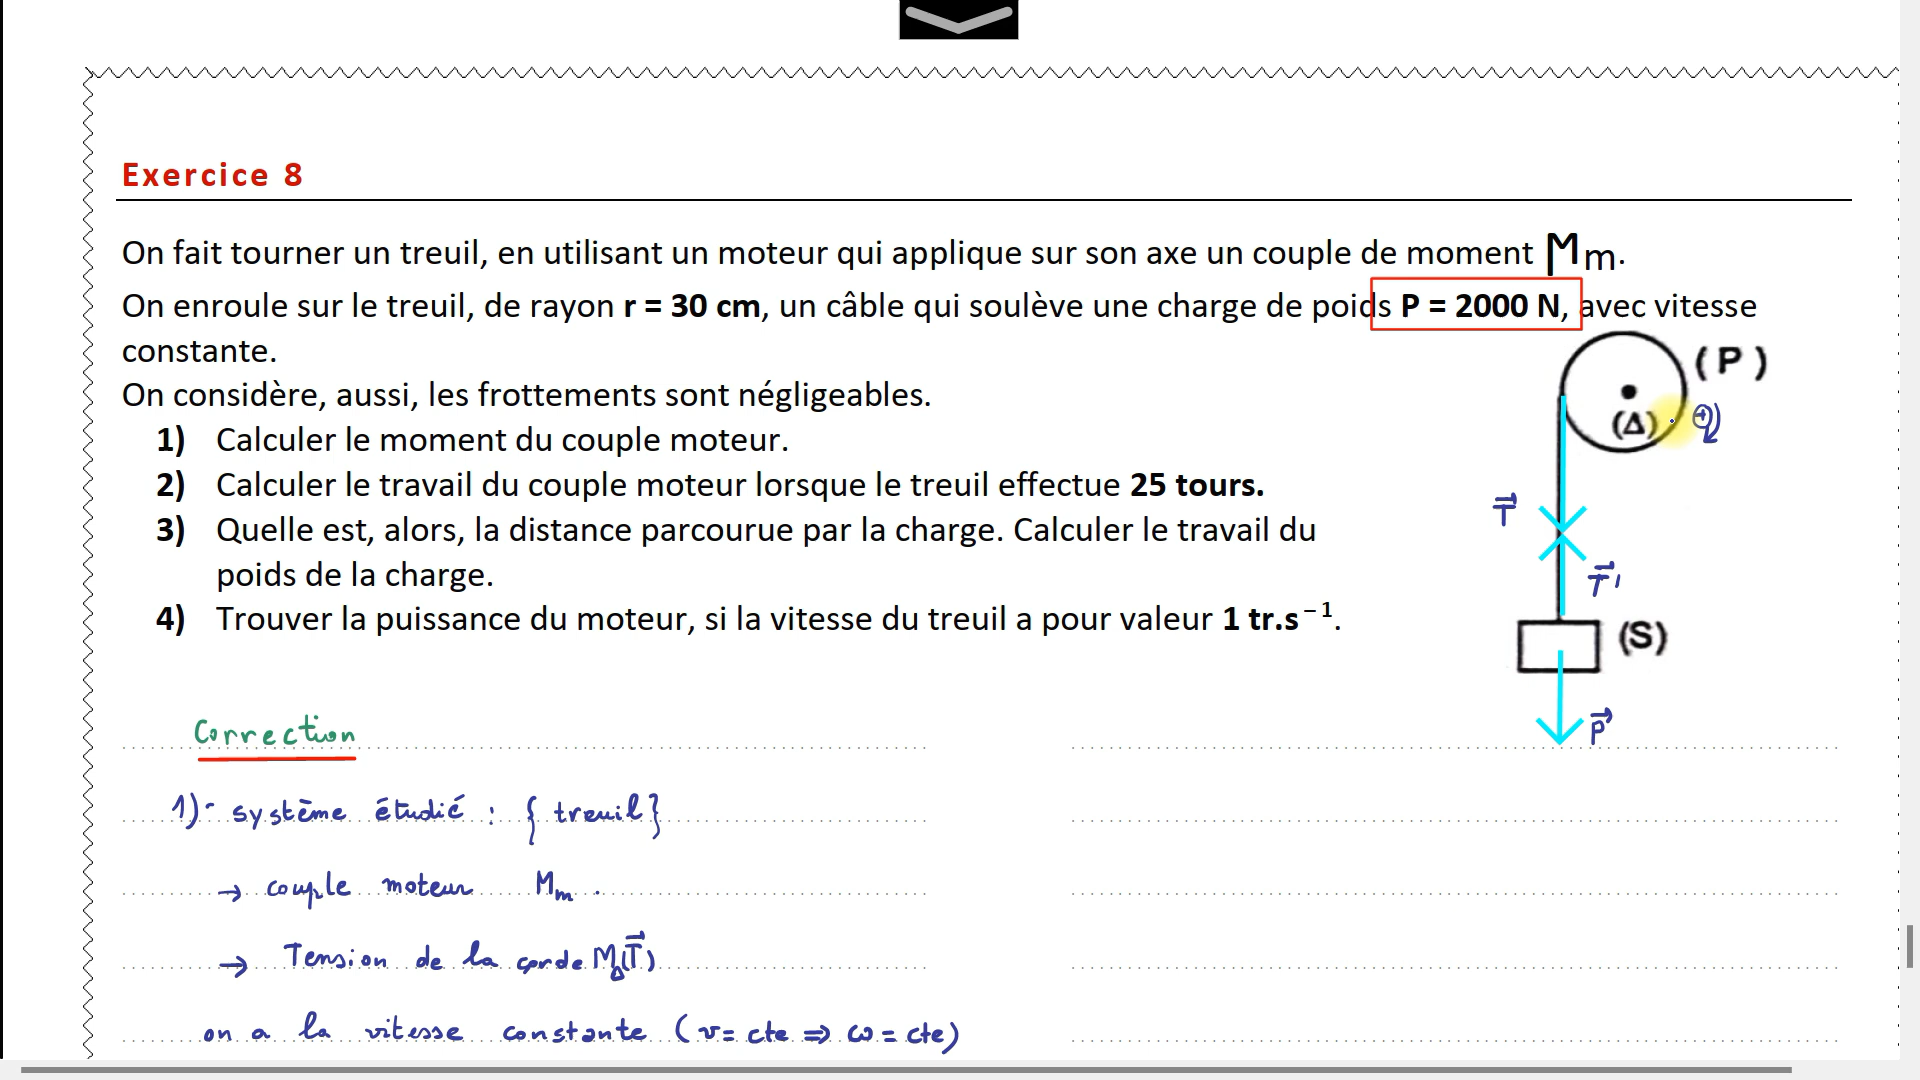 Exercice 8
On fait tourner un treuil, en utilisant un moteur qui applique sur son axe un couple de moment Mm.
On enroule sur le treuil, de rayon r = 30 cm, un câble qui soulève une charge de poids P = 2000 N, avec vitesse
constante.
(P)
On considère, aussi, les frottements sont négligeables.
(Δ)
+
1) Calculer le moment du couple moteur.
2) Calculer le travail du couple moteur lorsque le treuil effectue 25 tours.
T⃗
3) Quelle est, alors, la distance parcourue par la charge. Calculer le travail du
poids de la charge.
T⃗'
4) Trouver la puissance du moteur, si la vitesse du treuil a pour valeur 1 tr.s⁻¹.
(S)
P⃗
Correction
1)- système étudié : { treuil }
→ couple moteur Mm .
→ Tension de la corde MΔ(T⃗)
on a la vitesse constante (v = cte ⇒ ω = cte)